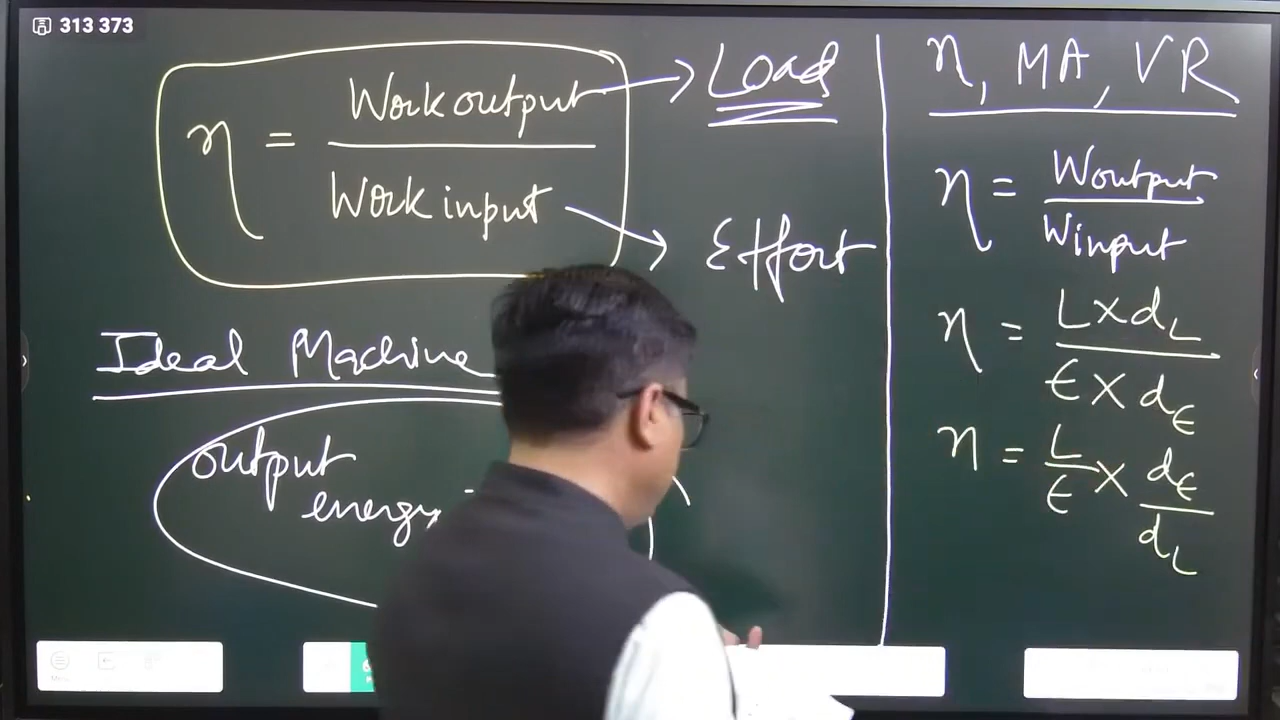 313 373
η = Work output / Work input
Load
Effort
Ideal Machine
output
energy
η, MA, VR
η = Woutput / Winput
η = L × dL / E × dE
η = L / E × dE / dL